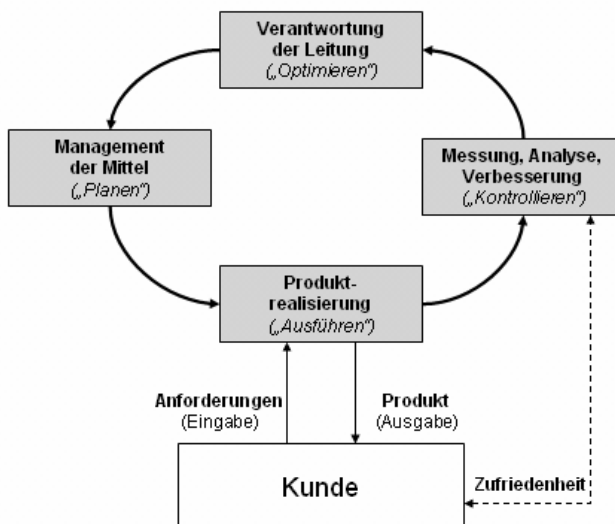 Verantwortung
der Leitung
(„Optimieren“)
Management
der Mittel
(„Planen“)
Messung, Analyse,
Verbesserung
(„Kontrollieren“)
Produkt-
realisierung
(„Ausführen“)
Anforderungen
(Eingabe)
Produkt
(Ausgabe)
Kunde
Zufriedenheit